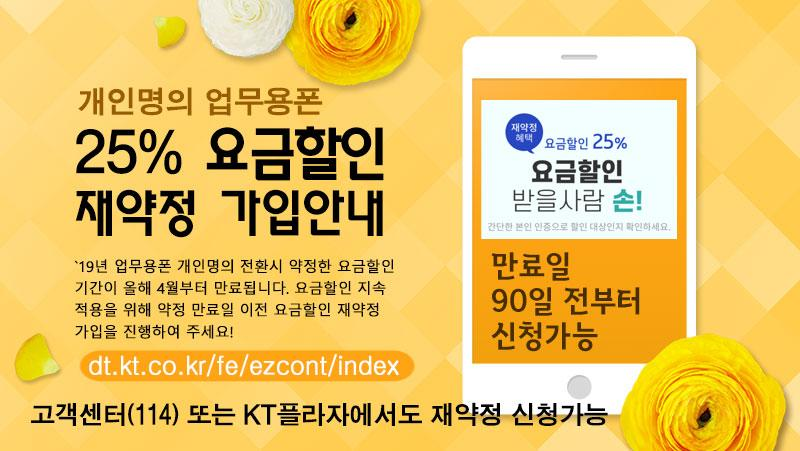 개인명의 업무용폰
25% 요금할인
재약정 가입안내
`19년 업무용폰 개인명의 전환시 약정한 요금할인
기간이 올해 4월부터 만료됩니다. 요금할인 지속
적용을 위해 약정 만료일 이전 요금할인 재약정
가입을 진행하여 주세요!
dt.kt.co.kr/fe/ezcont/index
재약정
혜택
요금할인 25%
요금할인
받을사람 손!
간단한 본인 인증으로 할인 대상인지 확인하세요.
만료일
90일 전부터
신청가능
고객센터(114) 또는 KT플라자에서도 재약정 신청가능